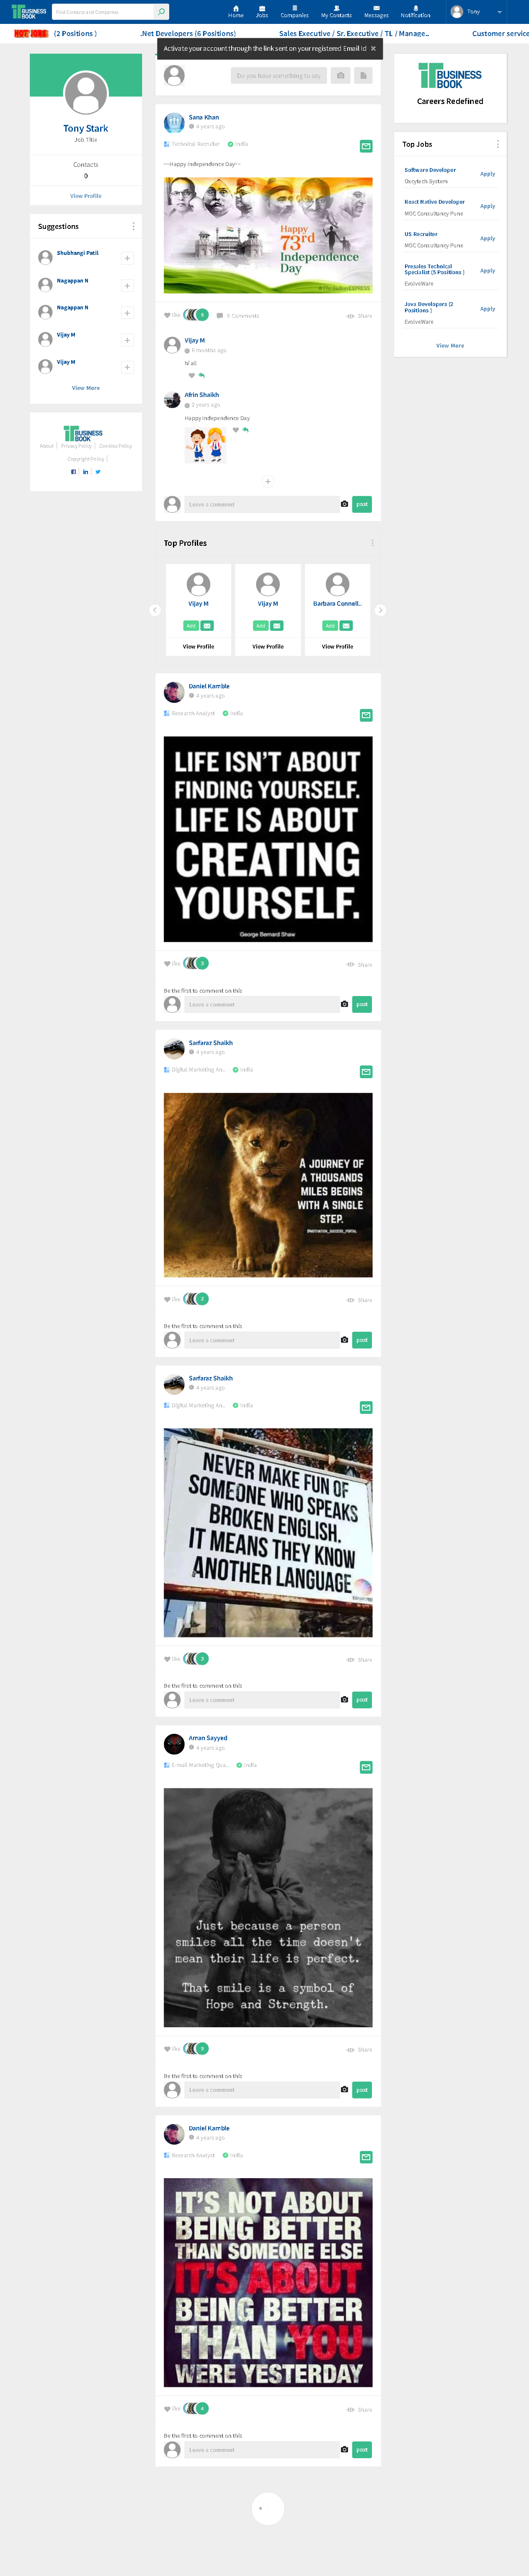 BUSINESS
BOOK
Find Contacts and Companies
Home
Jobs
Companies
My Contacts
Messages
Notification
Tony
HOT JOBS
(2 Positions )
.Net Developers (6 Positions)
Sales Executive / Sr. Executive / TL / Manage..
Customer service
Activate your account through the link sent on your registered Email Id
Tony Stark
Job Title
Contacts
0
View Profile
Suggestions
Shubhangi Patil
Nagappan N
Nagappan N
Vijay M
Vijay M
View More
BUSINESS
BOOK
About
Privacy Policy
Cookies Policy
Copyright Policy
Do you have something to say
Sana Khan
4 years ago
Technical Recruiter
India
~~Happy Independence Day~~
HAPPY
73rd
Independence
Day
like
Comments
Share
Vijay M
hi all
Afrin Shaikh
2 years ago
Happy Independence Day
Leave a comment
post
Top Profiles
Vijay M
Add
View Profile
Vijay M
Add
View Profile
Barbara Connell..
Add
View Profile
Daniel Kamble
4 years ago
Research Analyst
India
LIFE ISN'T ABOUT
FINDING YOURSELF.
LIFE IS ABOUT
CREATING
YOURSELF.
George Bernard Shaw
like
3
Share
Be the first to comment on this
Leave a comment
post
Sarfaraz Shaikh
4 years ago
Digital Marketing An..
India
A JOURNEY OF
A THOUSANDS
MILES BEGINS
WITH A SINGLE
STEP.
like
2
Share
Be the first to comment on this
Leave a comment
post
Sarfaraz Shaikh
4 years ago
Digital Marketing An..
India
NEVER MAKE FUN OF
SOMEONE WHO SPEAKS
BROKEN ENGLISH.
IT MEANS THEY KNOW
ANOTHER LANGUAGE
like
3
Share
Be the first to comment on this
Leave a comment
post
Aman Sayyed
4 years ago
E-mail Marketing Qua..
India
Just because a person
smiles all the time doesn't
mean their life is perfect.
That smile is a symbol of
Hope and Strength.
like
3
Share
Be the first to comment on this
Leave a comment
post
Daniel Kamble
4 years ago
Research Analyst
India
IT'S NOT ABOUT
BEING BETTER
THAN SOMEONE ELSE
IT'S ABOUT
BEING BETTER
THAN YOU
WERE YESTERDAY
like
4
Share
Be the first to comment on this
Leave a comment
post
BUSINESS
BOOK
Careers Redefined
Top Jobs
Software Developer
Oscytech System
Apply
React Native Developer
MGC Consultancy Pune
Apply
US Recruiter
MGC Consultancy Pune
Apply
Presales Technical
Specialist (5 Positions )
EvolveWare
Apply
Java Developers (2
Positions )
EvolveWare
Apply
View More